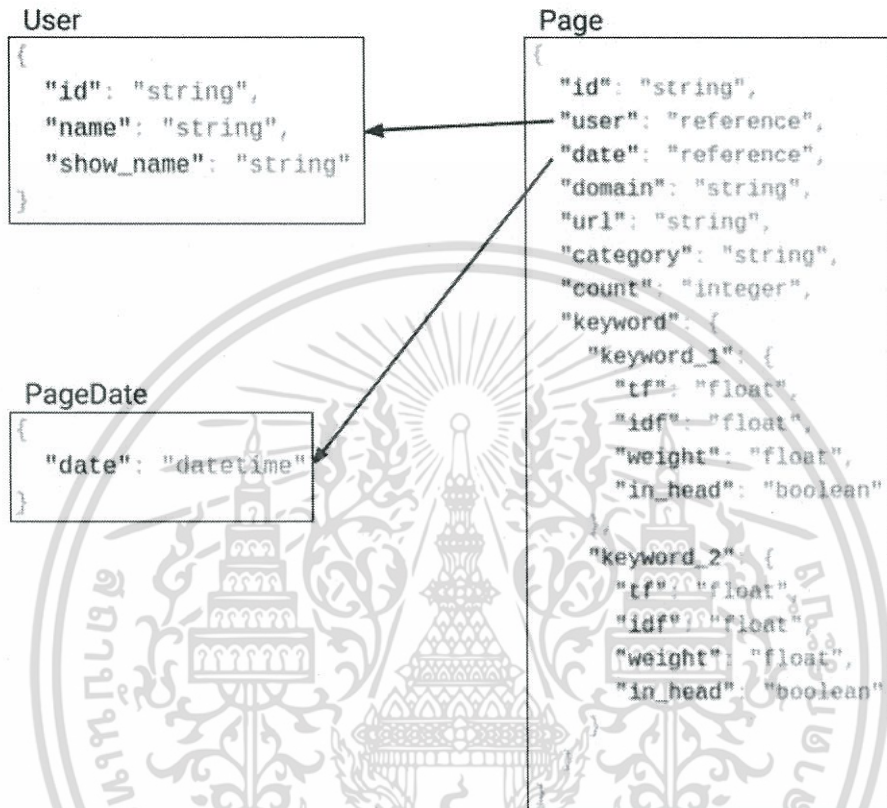 User
{
"id": "string",
"name": "string",
"show_name": "string"
}
Page
{
"id": "string",
"user": "reference",
"date": "reference",
"domain": "string",
"url": "string",
"category": "string",
"count": "integer",
"keyword": {
"keyword_1": {
"tf": "float",
"idf": "float",
"weight": "float",
"in_head": "boolean"
},
"keyword_2": {
"tf": "float",
"idf": "float",
"weight": "float",
"in_head": "boolean"
}
}
}
PageDate
{
"date": "datetime"
}